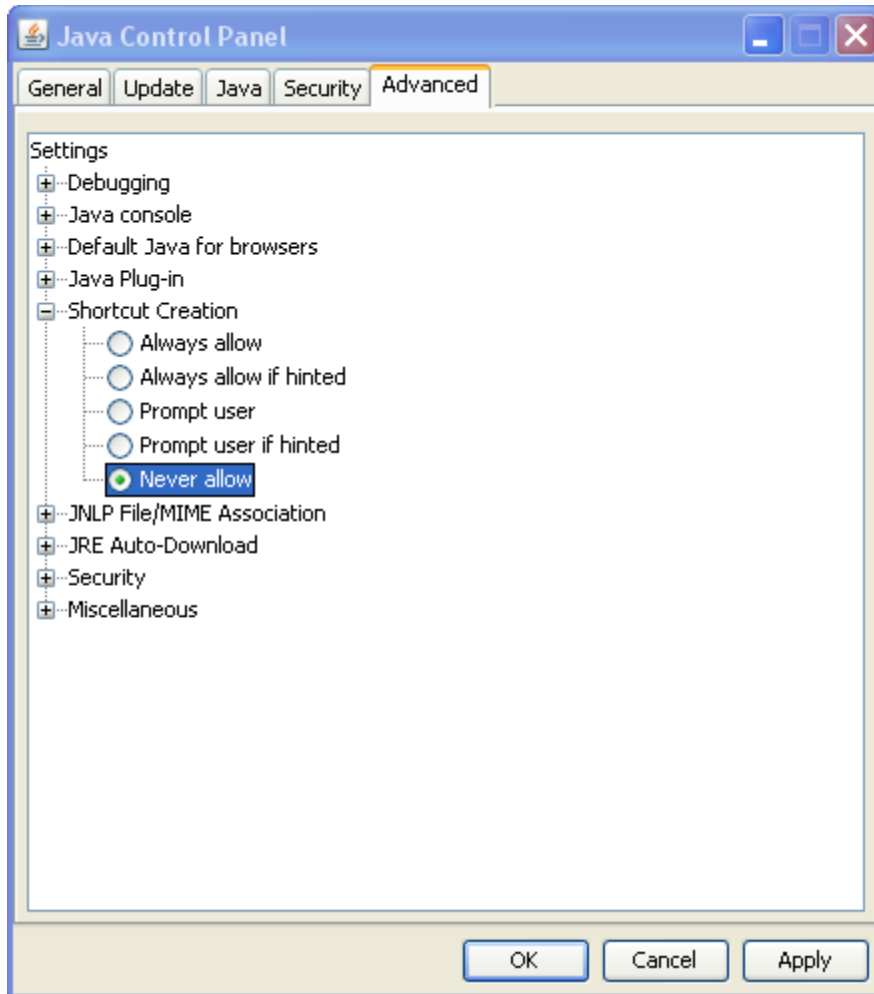 Java Control Panel
General Update Java Security Advanced
Settings
Debugging
Java console
Default Java for browsers
Java Plug-in
Shortcut Creation
Always allow
Always allow if hinted
Prompt user
Prompt user if hinted
Never allow
JNLP File/MIME Association
JRE Auto-Download
Security
Miscellaneous
OK Cancel Apply